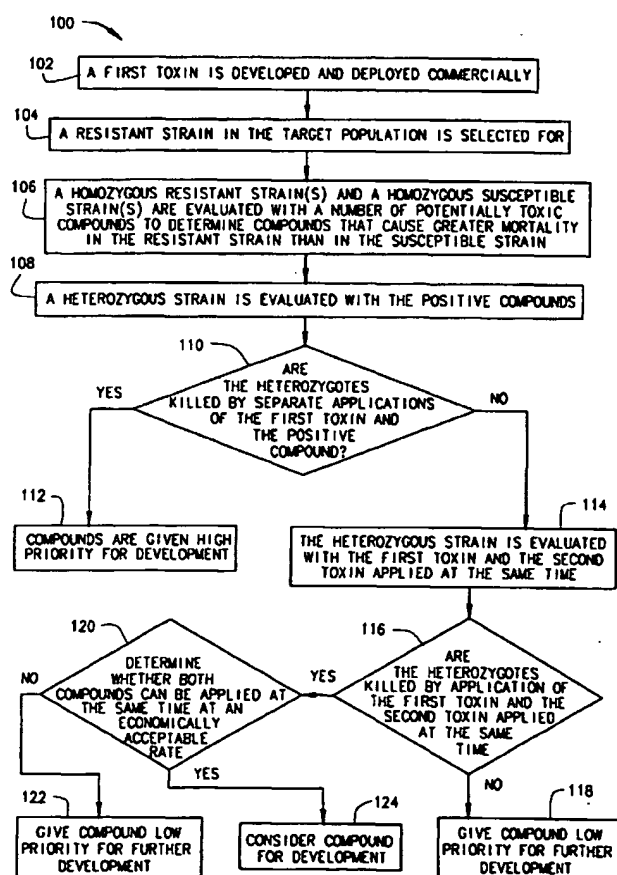 100
102
A FIRST TOXIN IS DEVELOPED AND DEPLOYED COMMERCIALLY
104
A RESISTANT STRAIN IN THE TARGET POPULATION IS SELECTED FOR
106
A HOMOZYGOUS RESISTANT STRAIN(S) AND A HOMOZYGOUS SUSCEPTIBLE
STRAIN(S) ARE EVALUATED WITH A NUMBER OF POTENTIALLY TOXIC
COMPOUNDS TO DETERMINE COMPOUNDS THAT CAUSE GREATER MORTALITY
IN THE RESISTANT STRAIN THAN IN THE SUSCEPTIBLE STRAIN
108
A HETEROZYGOUS STRAIN IS EVALUATED WITH THE POSITIVE COMPOUNDS
110
ARE
THE HETEROZYGOTES
KILLED BY SEPARATE APPLICATIONS
OF THE FIRST TOXIN AND
THE POSITIVE
COMPOUND?
YES
NO
112
COMPOUNDS ARE GIVEN HIGH
PRIORITY FOR DEVELOPMENT
114
THE HETEROZYGOUS STRAIN IS EVALUATED
WITH THE FIRST TOXIN AND THE SECOND
TOXIN APPLIED AT THE SAME TIME
116
ARE
THE HETEROZYGOTES
KILLED BY APPLICATION OF
THE FIRST TOXIN AND THE
SECOND TOXIN APPLIED
AT THE SAME
TIME
YES
NO
120
DETERMINE
WHETHER BOTH
COMPOUNDS CAN BE APPLIED AT
THE SAME TIME AT AN
ECONOMICALLY
ACCEPTABLE
RATE
NO
YES
122
GIVE COMPOUND LOW
PRIORITY FOR FURTHER
DEVELOPMENT
124
CONSIDER COMPOUND
FOR DEVELOPMENT
118
GIVE COMPOUND LOW
PRIORITY FOR FURTHER
DEVELOPMENT